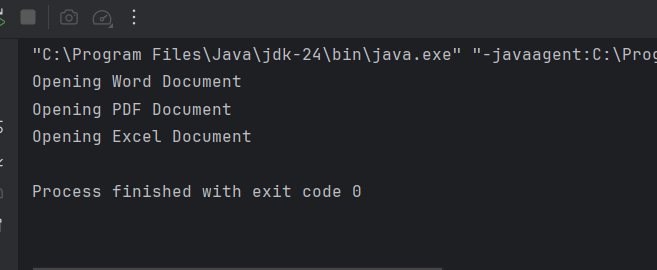 "C:\Program Files\Java\jdk-24\bin\java.exe" "-javaagent:C:\Prog
Opening Word Document
Opening PDF Document
Opening Excel Document
Process finished with exit code 0